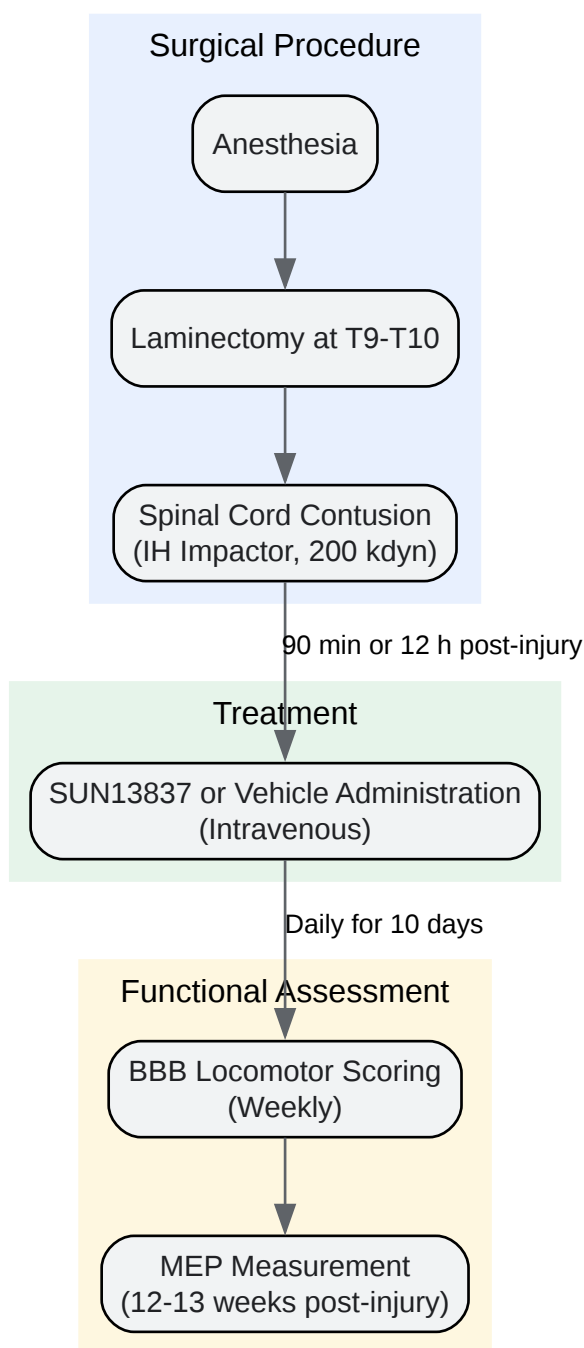 Surgical Procedure
Anesthesia
Laminectomy at T9-T10
Spinal Cord Contusion
(IH Impactor, 200 kdyn)
90 min or 12 h post-injury
Treatment
SUN13837 or Vehicle Administration
(Intravenous)
Daily for 10 days
Functional Assessment
BBB Locomotor Scoring
(Weekly)
MEP Measurement
(12-13 weeks post-injury)